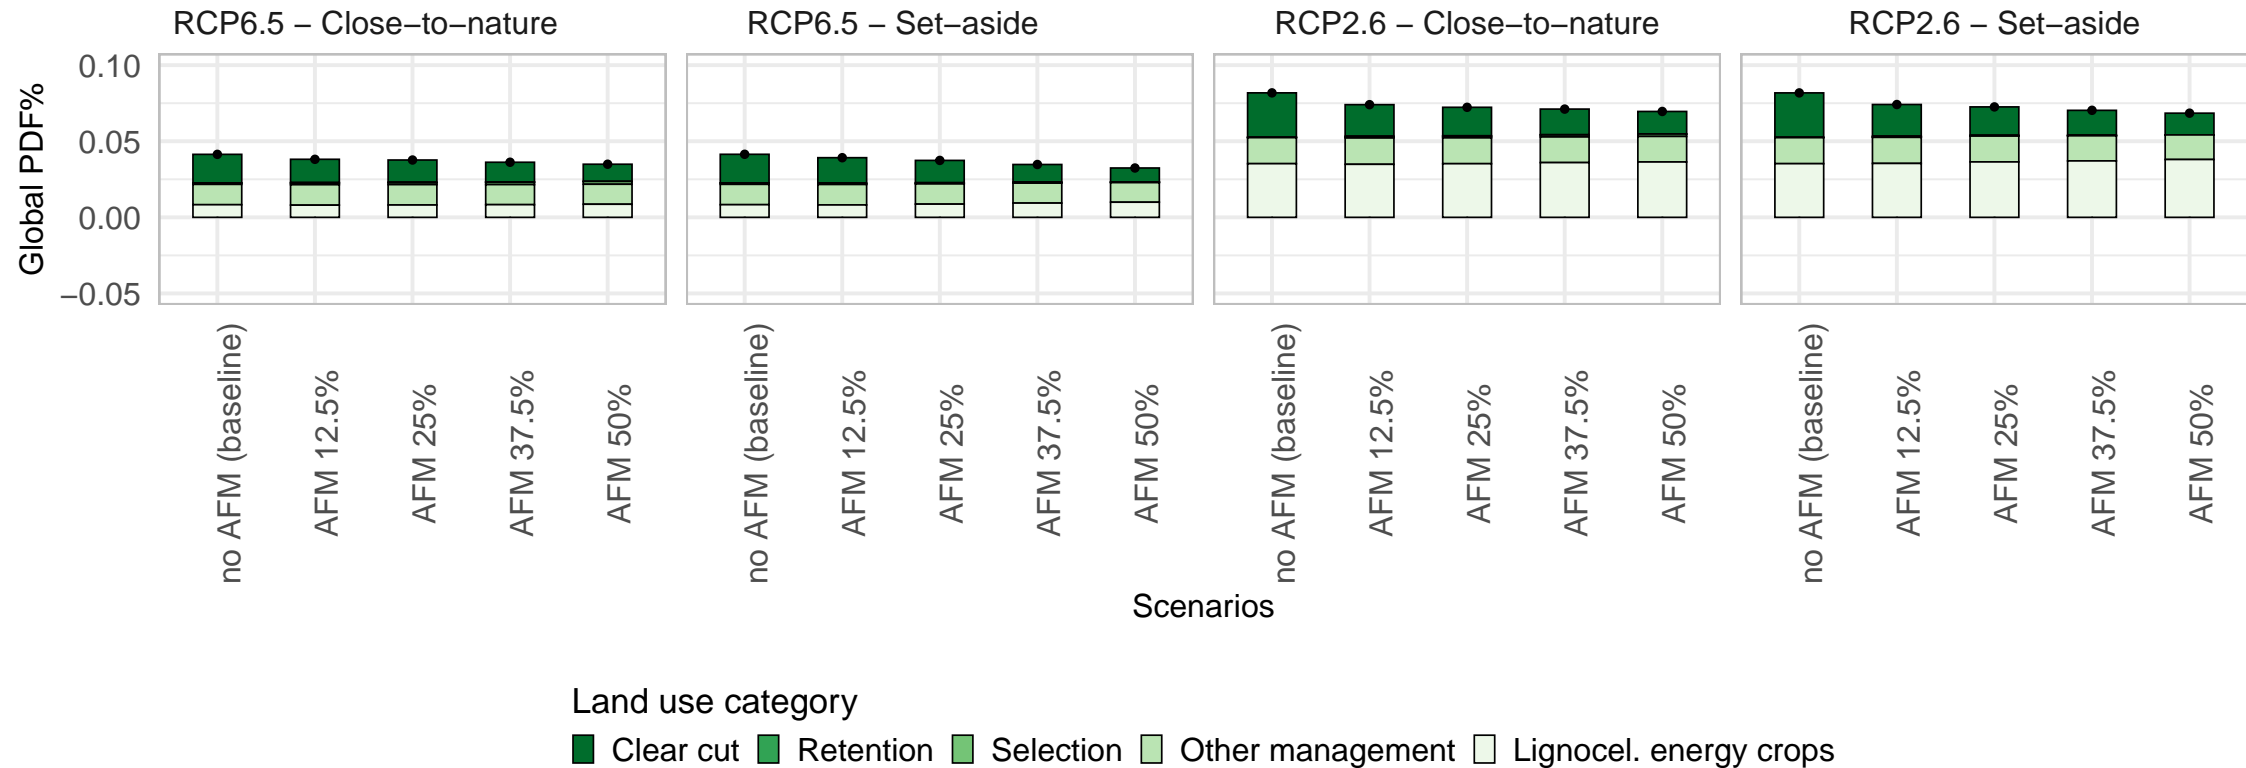 RCP6.5 − Close−to−nature
RCP6.5 − Set−aside
RCP2.6 − Close−to−nature
RCP2.6 − Set−aside
Global PDF%
0.10
0.05
0.00
−0.05
no AFM (baseline)
AFM 12.5%
AFM 25%
AFM 37.5%
AFM 50%
no AFM (baseline)
AFM 12.5%
AFM 25%
AFM 37.5%
AFM 50%
no AFM (baseline)
AFM 12.5%
AFM 25%
AFM 37.5%
AFM 50%
no AFM (baseline)
AFM 12.5%
AFM 25%
AFM 37.5%
AFM 50%
Scenarios
Land use category
Clear cut
Retention
Selection
Other management
Lignocel. energy crops